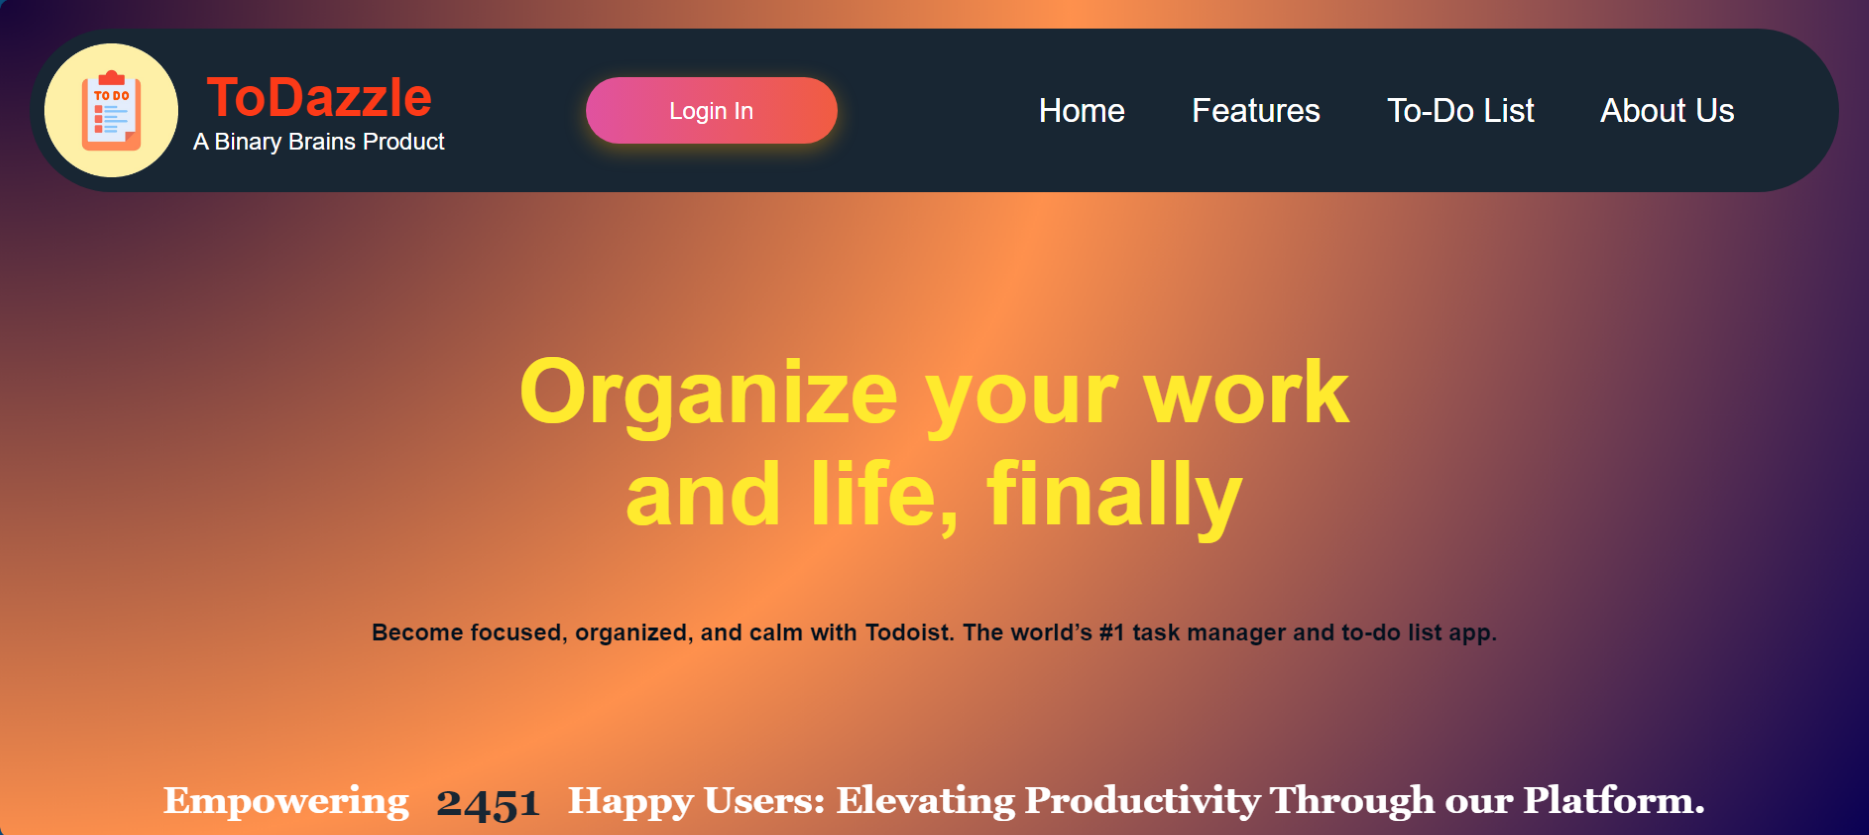 TO DO
ToDazzle
A Binary Brains Product
Login In
Home
Features
To-Do List
About Us
Organize your work
and life, finally
Become focused, organized, and calm with Todoist. The world’s #1 task manager and to-do list app.
Empowering 2451 Happy Users: Elevating Productivity Through our Platform.